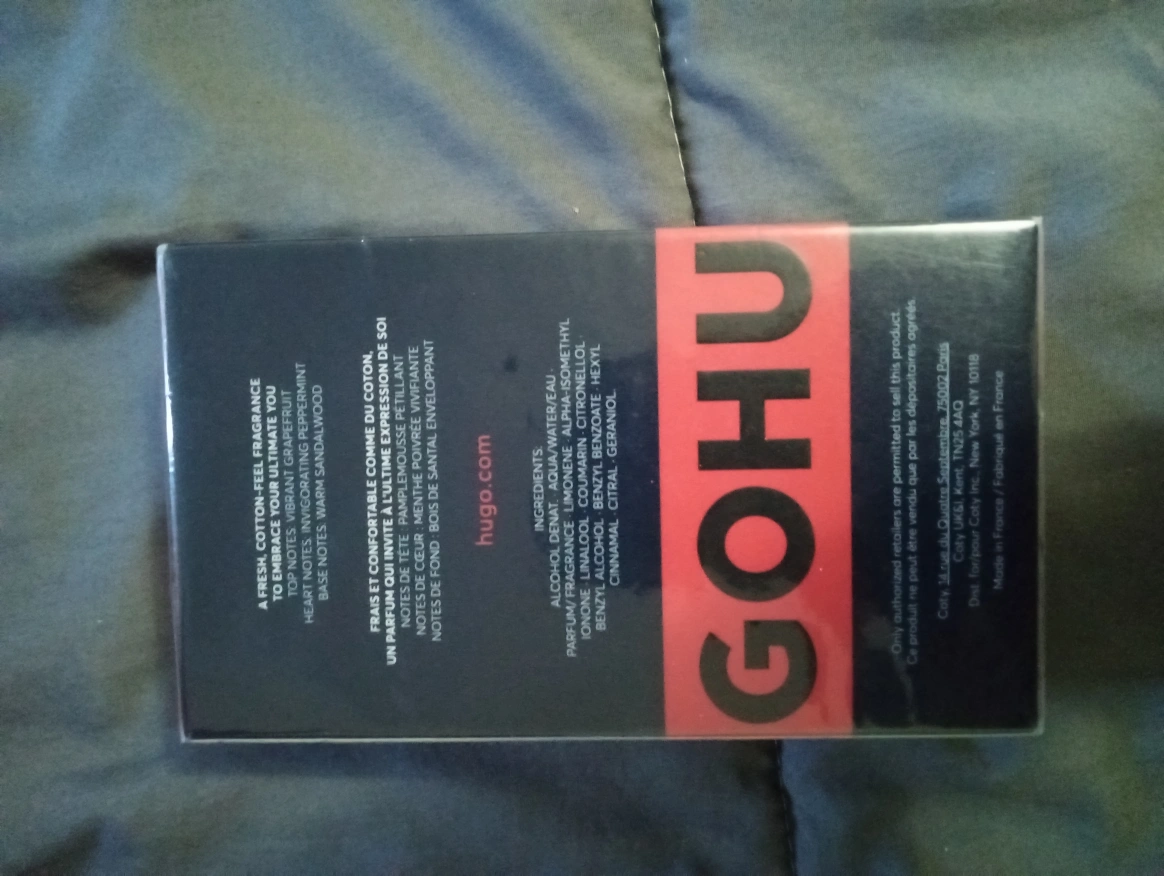 A FRESH, COTTON-FEEL FRAGRANCE
TO EMBRACE YOUR ULTIMATE YOU
TOP NOTES: VIBRANT GRAPEFRUIT
HEART NOTES: INVIGORATING PEPPERMINT
BASE NOTES: WARM SANDALWOOD
FRAIS ET CONFORTABLE COMME DU COTON,
UN PARFUM QUI INVITE À L'ULTIME EXPRESSION DE SOI
NOTES DE TÊTE : PAMPLEMOUSSE PÉTILLANT
NOTES DE CŒUR : MENTHE POIVRÉE VIVIFIANTE
NOTES DE FOND : BOIS DE SANTAL ENVELOPPANT
hugo.com
INGREDIENTS:
ALCOHOL DENAT. · AQUA/WATER/EAU ·
PARFUM/FRAGRANCE · LIMONENE · ALPHA-ISOMETHYL
IONONE · LINALOOL · COUMARIN · CITRONELLOL ·
BENZYL ALCOHOL · BENZYL BENZOATE · HEXYL
CINNAMAL · CITRAL · GERANIOL
GOHU
Only authorized retailers are permitted to sell this product.
Ce produit ne peut être vendu que par les dépositaires agréés.
Coty, 14 rue du Quatre Septembre, 75002 Paris
Coty UK&I, Kent, TN25 4AQ
Dist. for/pour Coty Inc. New York, NY 10118
Made in France / Fabriqué en France